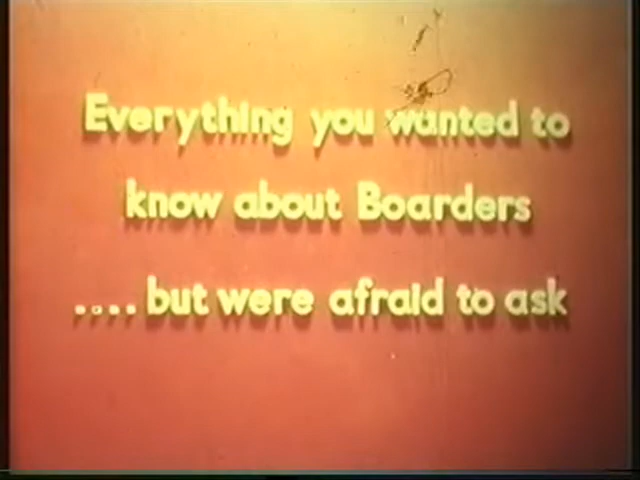 Everything you wanted to
know about Boarders
.... but were afraid to ask